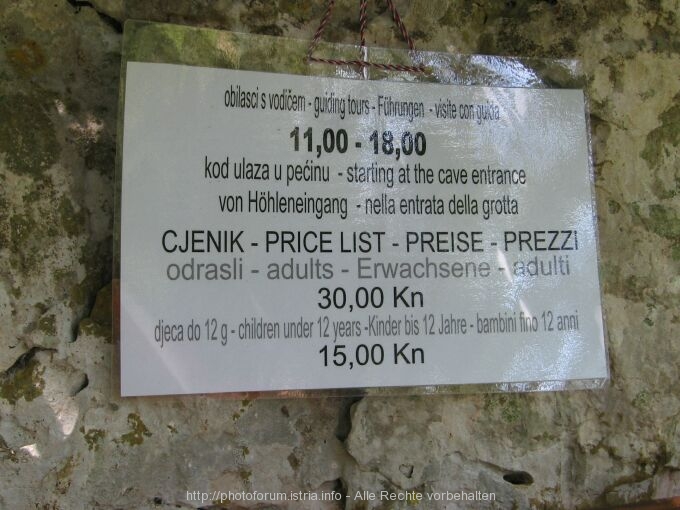 obilasci s vodičem - guiding tours - Führungen - visite con guida
11,00 - 18,00
kod ulaza u pećinu - starting at the cave entrance
von Höhleneingang - nella entrata della grotta
CJENIK - PRICE LIST - PREISE - PREZZI
odrasli - adults - Erwachsene - adulti
30,00 Kn
djeca do 12 g - children under 12 years -Kinder bis 12 Jahre - bambini fino 12 anni
15,00 Kn
http://photoforum.istria.info - Alle Rechte vorbehalten